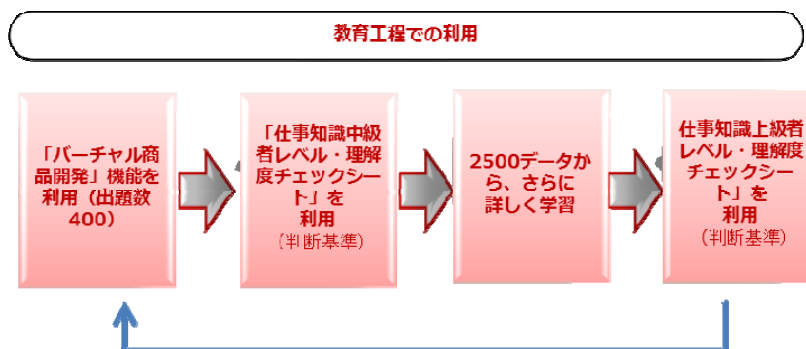 教育工程での利用
「バーチャル商
品開発」機能を
利用（出題数
400）
「仕事知識中級
者レベル・理解
度チェックシー
ト」を
利用
（判断基準）
2500データか
ら、さらに
詳しく学習
仕事知識上級者
レベル・理解度
チェックシー
ト」を
利用
（判断基準）